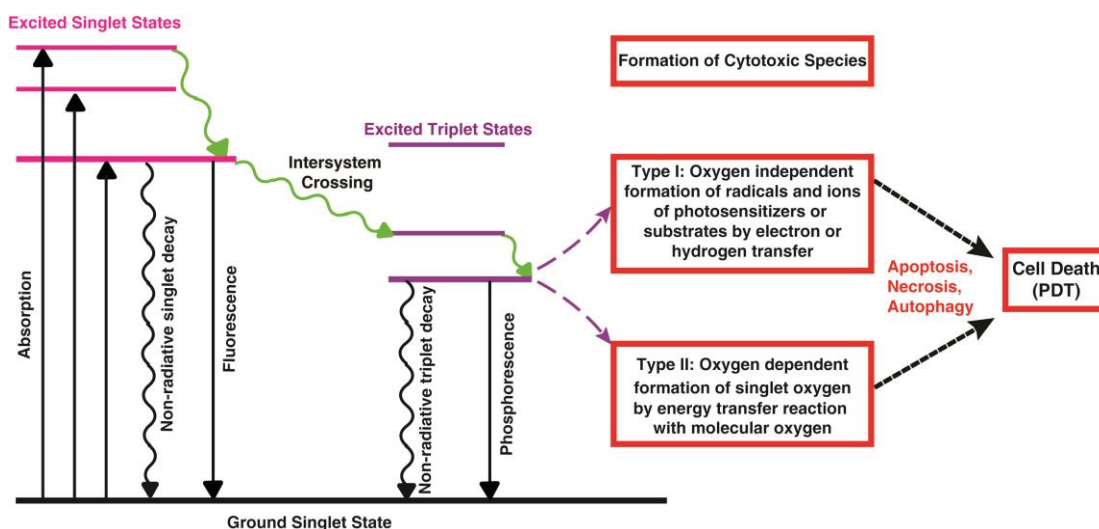 Excited Singlet States
Formation of Cytotoxic
Species
Excited Triplet States
Intersystem
Crossing
Type I: Oxygen independent
formation of radicals and ions
of photosensitizers or
substrates by electron or
hydrogen transfer
Apoptosis,
Necrosis,
Autophagy
Cell Death
(PDT)
Absorption
Non-radiative singlet decay
Fluorescence
Non-radiative triplet decay
Phosphorescence
Type II: Oxygen dependent
formation of singlet oxygen
by energy transfer reaction
with molecular oxygen
Ground Singlet State